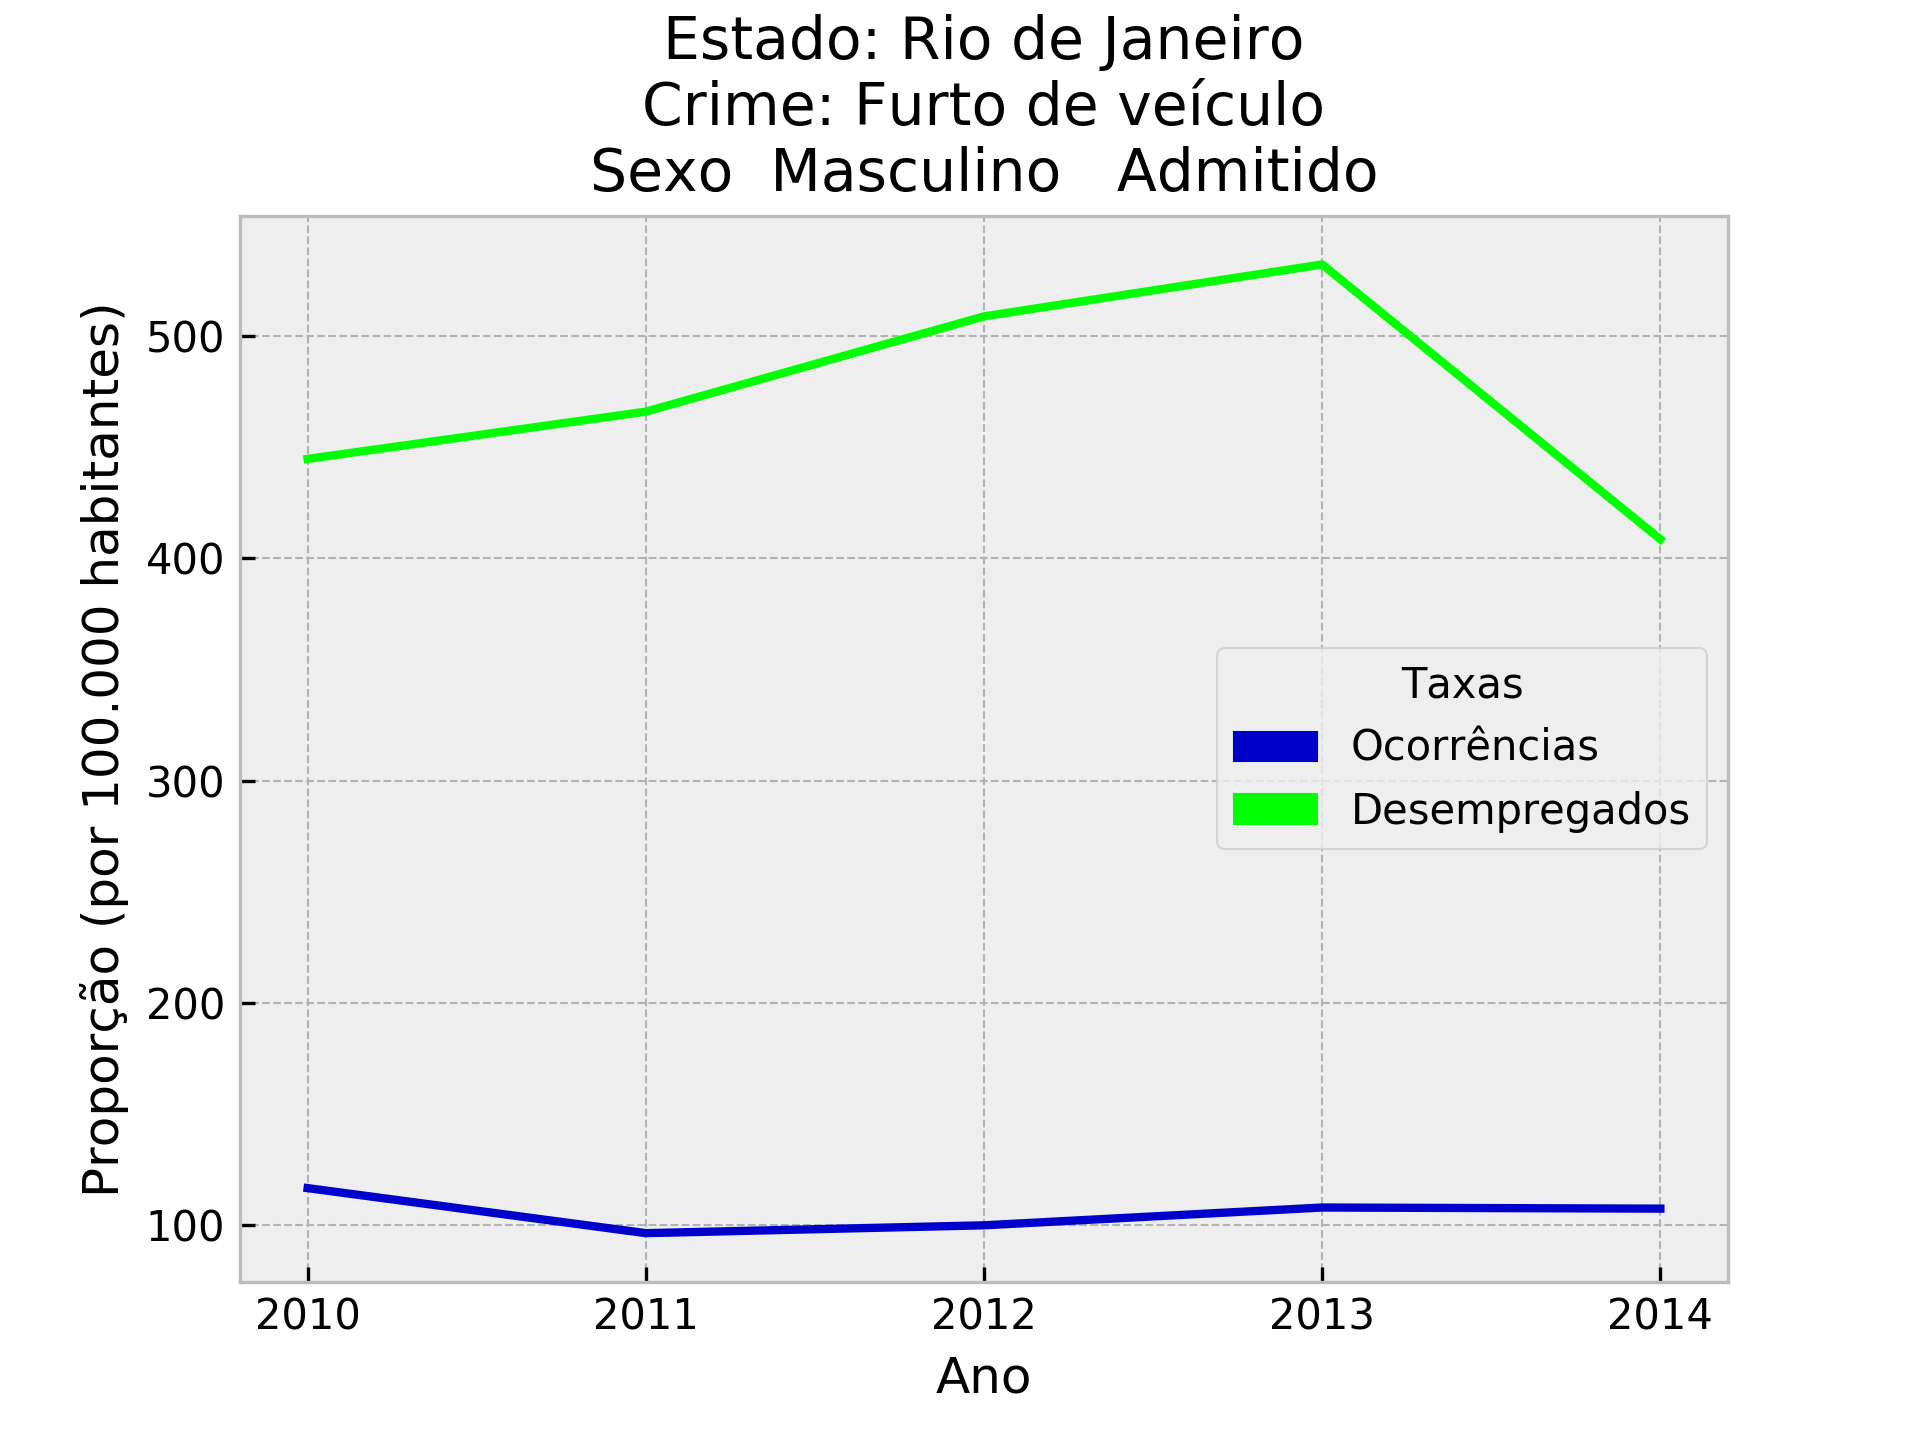 Estado: Rio de Janeiro
Crime: Furto de veículo
Sexo  Masculino   Admitido
Proporção (por 100.000 habitantes)
500
400
300
200
100
Taxas
Ocorrências
Desempregados
2010 2011 2012 2013 2014
Ano